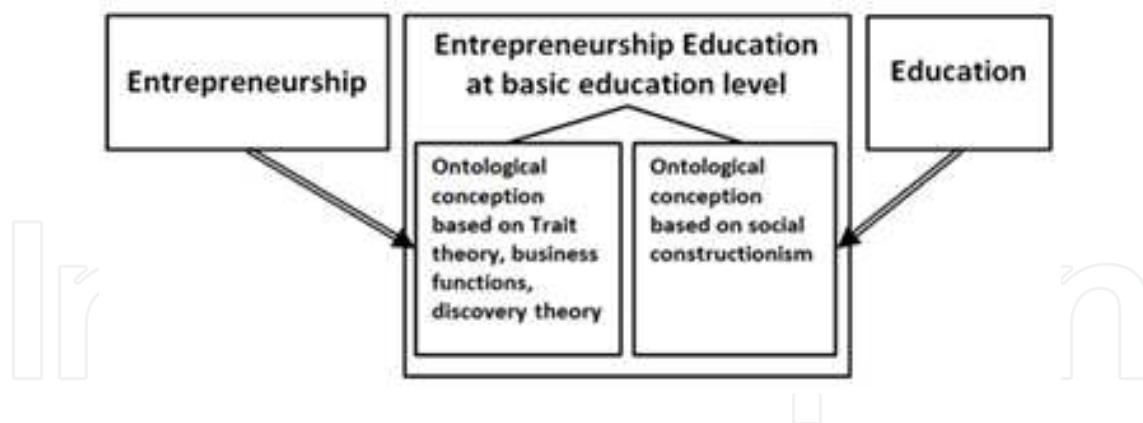 Entrepreneurship
Entrepreneurship Education
at basic education level
Education
Ontological
conception
based on Trait
theory, business
functions,
discovery theory
Ontological
conception
based on social
constructionism